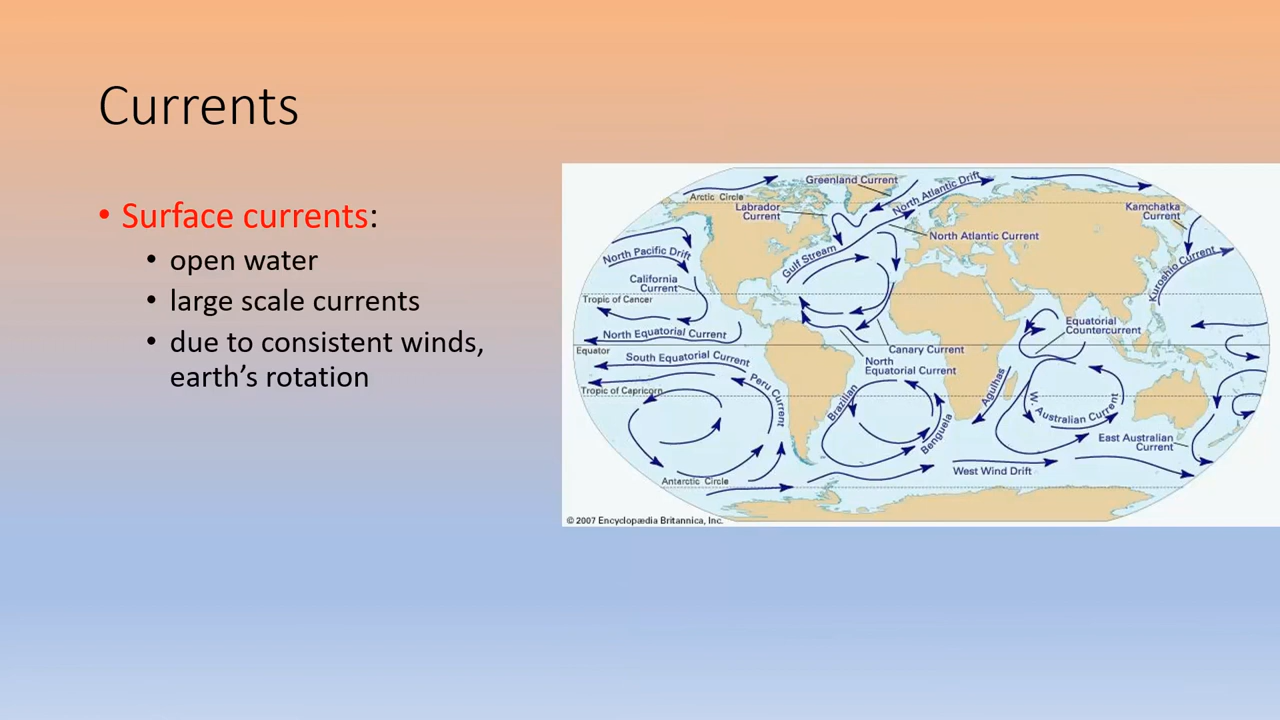 Currents
• Surface currents:
• open water
• large scale currents
• due to consistent winds,
earth's rotation
Greenland Current
North Atlantic Drift
Arctic Circle
Labrador
Current
Kamchatka
Current
North Atlantic Current
North Pacific Drift
Gulf Stream
Kuroshio Current
California
Current
Tropic of Cancer
North Equatorial Current
Equatorial
Countercurrent
Equator
South Equatorial Current
Canary Current
North
Equatorial Current
Tropic of Capricorn
Peru Current
Brazilian
Benguela
Agulhas
W. Australian Current
East Australian
Current
West Wind Drift
Antarctic Circle
© 2007 Encyclopædia Britannica, Inc.